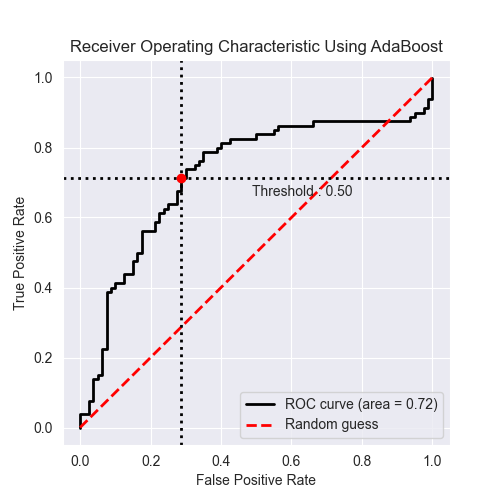 Receiver Operating Characteristic Using AdaBoost
1.0
0.8
0.6
0.4
0.2
0.0
True Positive Rate
Threshold : 0.50
ROC curve (area = 0.72)
Random guess
0.0 0.2 0.4 0.6 0.8 1.0
False Positive Rate